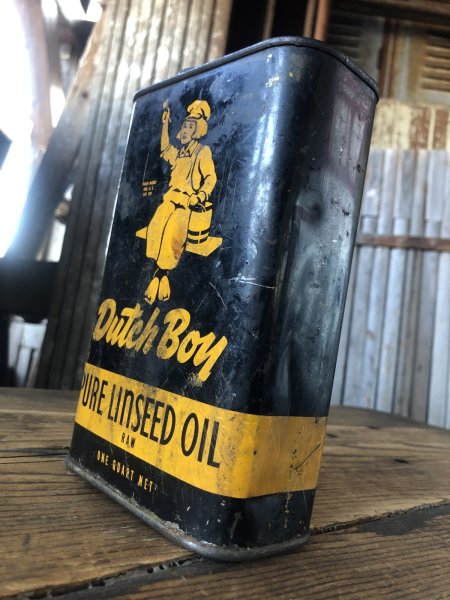 Dutch Boy
PURE LINSEED OIL
RAW
ONE QUART NET